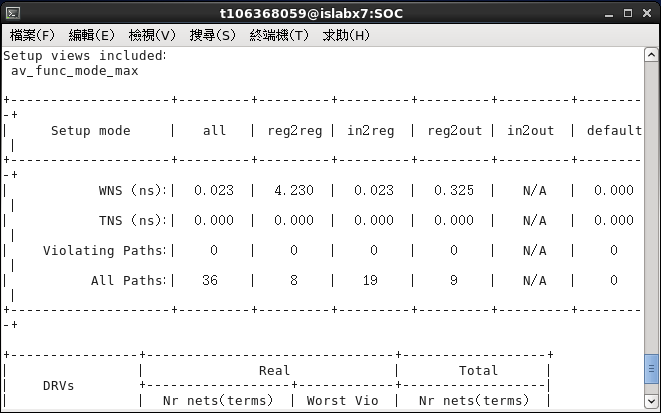 t106368059@islabx7:SOC
檔案(F) 編輯(E) 檢視(V) 搜尋(S) 終端機(T) 求助(H)
Setup views included:
 av_func_mode_max

+--------------------+---------+---------+---------+---------+---------+--------
-+
|     Setup mode     |   all   | reg2reg | in2reg  | reg2out | in2out  | default
 |
+--------------------+---------+---------+---------+---------+---------+--------
-+
|           WNS (ns):|  0.023  |  4.230  |  0.023  |  0.325  |   N/A   |  0.000
 |
|           TNS (ns):|  0.000  |  0.000  |  0.000  |  0.000  |   N/A   |  0.000
 |
|    Violating Paths:|    0    |    0    |    0    |    0    |   N/A   |    0
 |
|          All Paths:|   36    |    8    |   19    |    9    |   N/A   |    0
 |
+--------------------+---------+---------+---------+---------+---------+--------
-+

+----------------+-------------------------------+------------------+
|                |              Real             |       Total      |
|    DRVs        +------------------+------------+------------------|
|                |  Nr nets(terms)  | Worst Vio  |  Nr nets(terms)  |